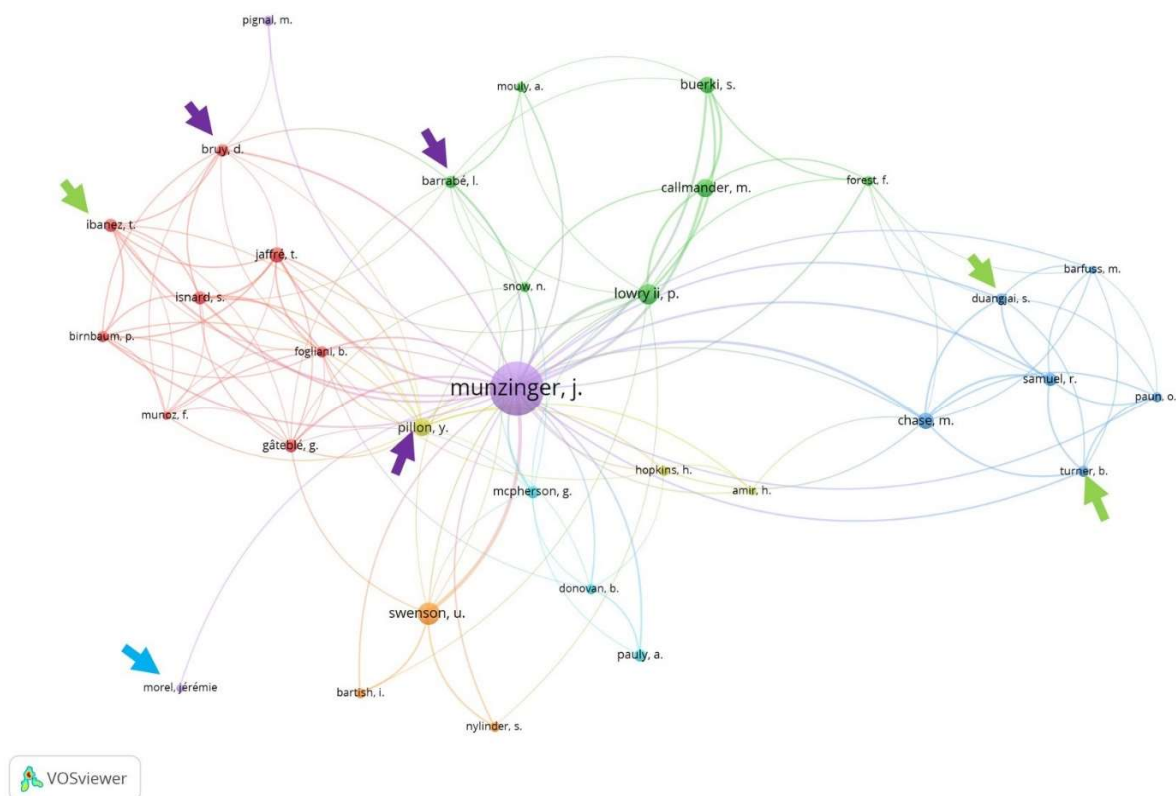 pignal, m.
mouly, a.
buerki, s.
bruy, d.
barrabé, l.
callmander, m.
forest, f.
ibanez, t.
jaffré, t.
barfuss, m.
snow, n.
lowry ii, p.
duangjai, s.
isnard, s.
birnbaum, p.
fogliani, b.
munzinger, j.
samuel, r.
paun, o.
munoz, f.
pillon, y.
chase, m.
gâteblé, g.
hopkins, h.
turner, b.
mcpherson, g.
amir, h.
donovan, b.
swenson, u.
pauly, a.
morel, jérémie
bartish, i.
nylinder, s.
VOSviewer